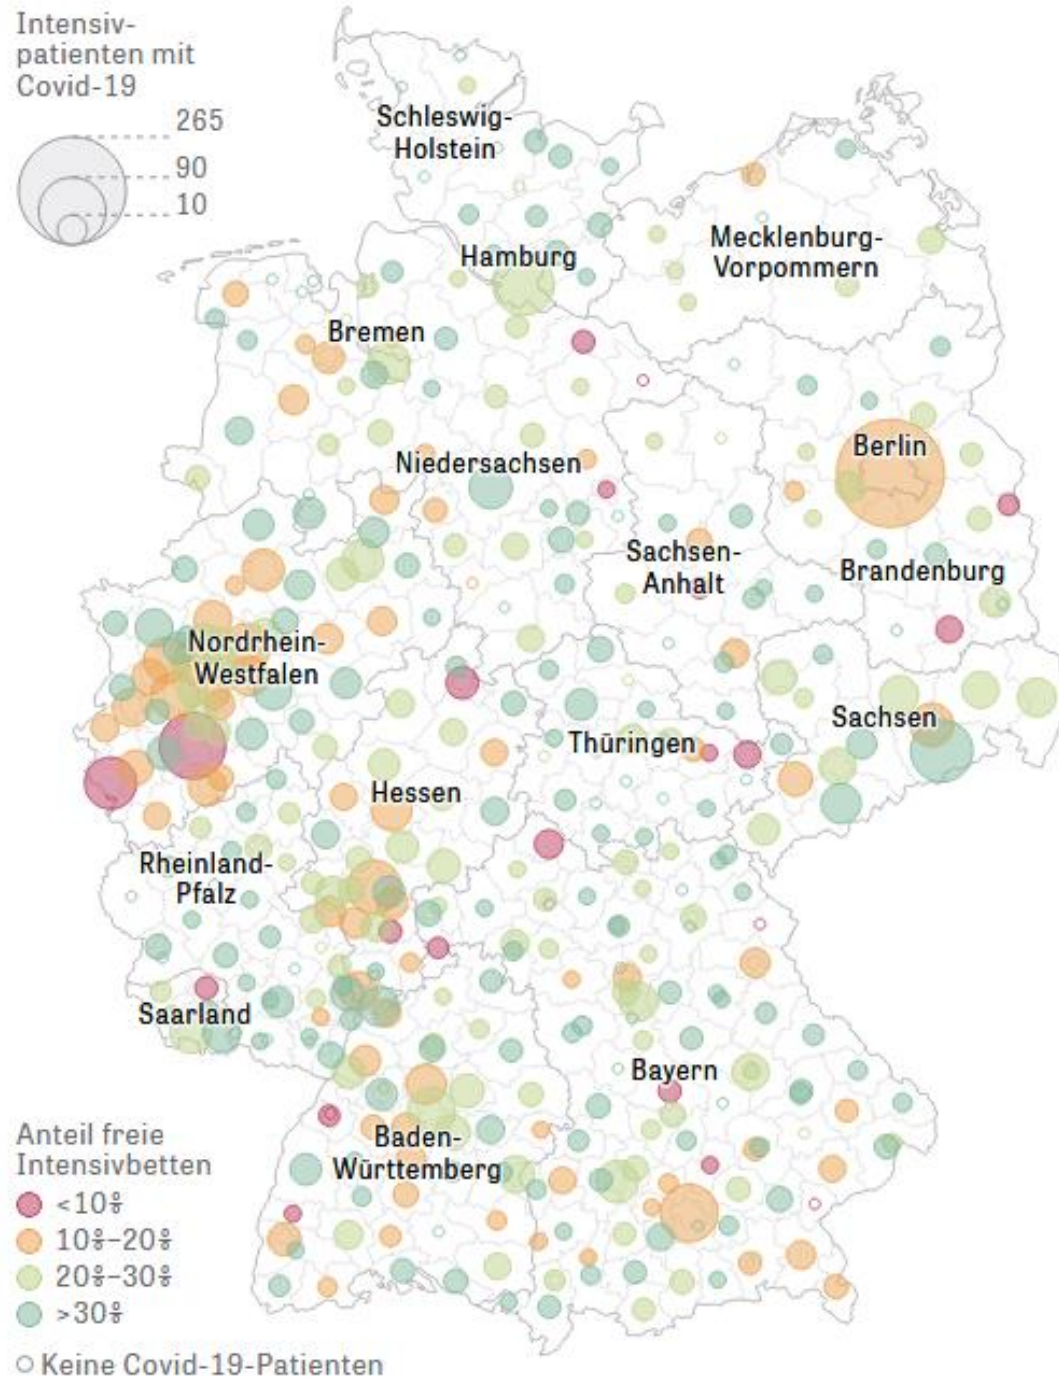 Intensiv-
patienten mit
Covid-19
265
90
10
Schleswig-
Holstein
Mecklenburg-
Vorpommern
Hamburg
Bremen
Berlin
Niedersachsen
Sachsen-
Anhalt
Brandenburg
Nordrhein-
Westfalen
Sachsen
Thüringen
Hessen
Rheinland-
Pfalz
Saarland
Bayern
Baden-
Württemberg
Anteil freie
Intensivbetten
<10%
10%–20%
20%–30%
>30%
Keine Covid-19-Patienten